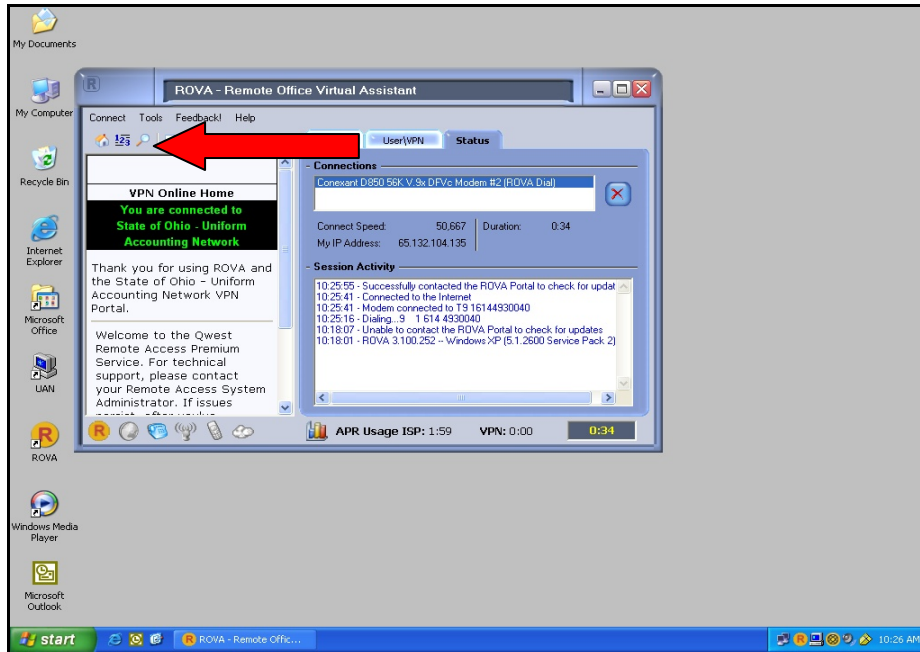 My Documents
My Computer
Recycle Bin
Internet
Explorer
Microsoft
Office
UAN
ROVA
Windows Media
Player
Microsoft
Outlook
R
ROVA - Remote Office Virtual Assistant
Connect Tools Feedback! Help
123
User\VPN Status
VPN Online Home
You are connected to
State of Ohio - Uniform
Accounting Network
Thank you for using ROVA and
the State of Ohio - Uniform
Accounting Network VPN
Portal.
Welcome to the Qwest
Remote Access Premium
Service. For technical
support, please contact
your Remote Access System
Administrator. If issues
Connections
Conexant D850 56K V.9x DFVc Modem #2 (ROVA Dial)
Connect Speed: 50,667 Duration: 0:34
My IP Address: 65.132.104.135
Session Activity
10:25:55 - Successfully contacted the ROVA Portal to check for updat
10:25:41 - Connected to the Internet
10:25:41 - Modem connected to T9 16144930040
10:25:16 - Dialing...9 1 614 4930040
10:18:07 - Unable to contact the ROVA Portal to check for updates
10:18:01 - ROVA 3.100.252 -- Windows XP (5.1.2600 Service Pack 2)
APR Usage ISP: 1:59 VPN: 0:00 0:34
start
ROVA - Remote Offic...
10:26 AM